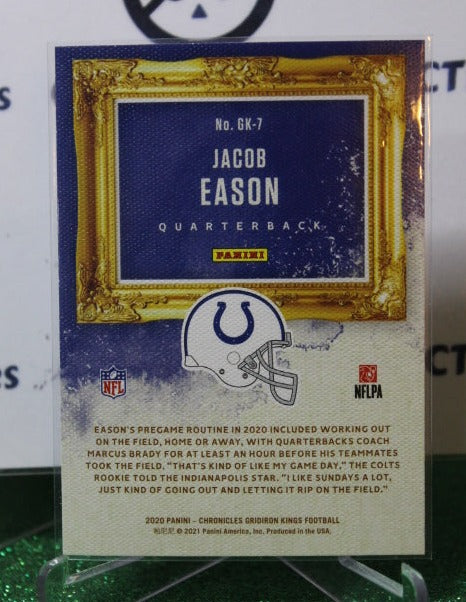 No. GK-7
JACOB
EASON
QUARTERBACK
PANINI
NFL
NFLPA
EASON'S PREGAME ROUTINE IN 2020 INCLUDED WORKING OUT
ON THE FIELD, HOME OR AWAY, WITH QUARTERBACKS COACH
MARCUS BRADY FOR AT LEAST AN HOUR BEFORE HIS TEAMMATES
TOOK THE FIELD. "THAT'S KIND OF LIKE MY GAME DAY," THE COLTS
ROOKIE TOLD THE INDIANAPOLIS STAR. "I LIKE SUNDAYS A LOT,
JUST KIND OF GOING OUT AND LETTING IT RIP ON THE FIELD."
2020 PANINI – CHRONICLES GRIDIRON KINGS FOOTBALL
帕尼尼 © 2021 Panini America, Inc. Produced in the USA.